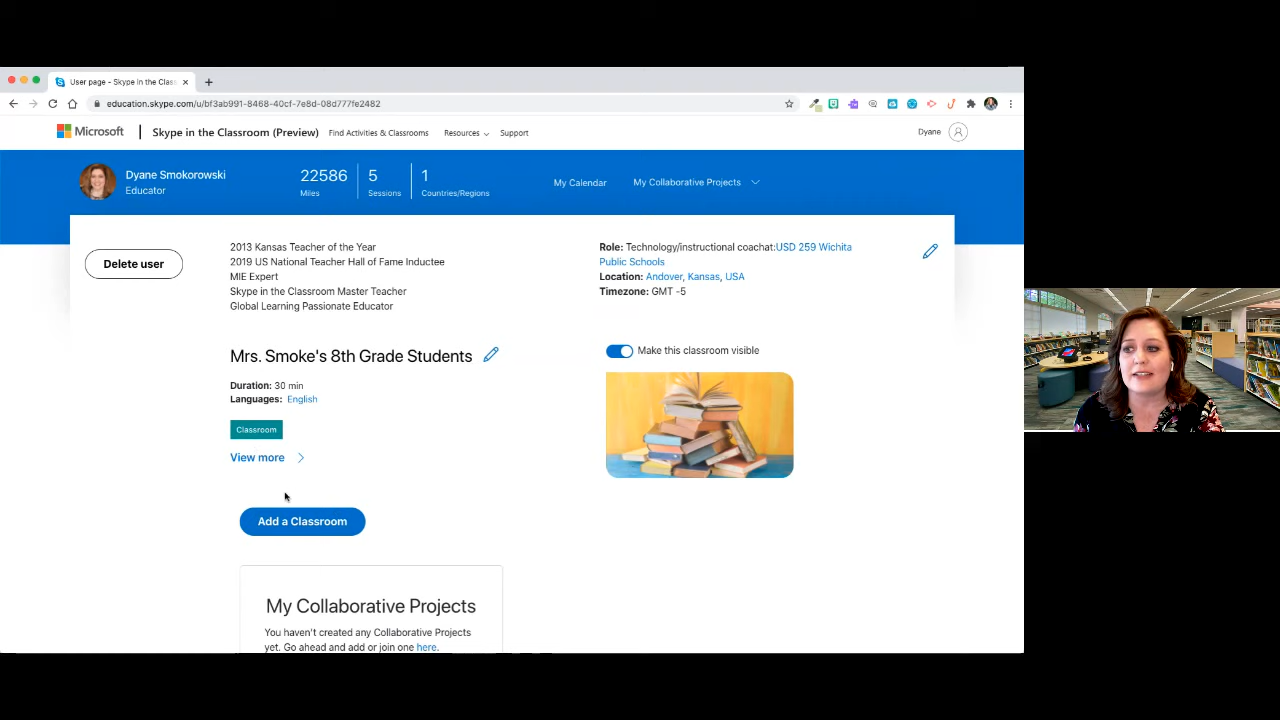 User page - Skype in the Class
education.skype.com/u/bf3ab991-8468-40cf-7e8d-08d777fe2482
Microsoft
Skype in the Classroom (Preview)
Find Activities & Classrooms
Resources
Support
Dyane
Dyane Smokorowski
Educator
22586
Miles
5
Sessions
1
Countries/Regions
My Calendar
My Collaborative Projects
Delete user
2013 Kansas Teacher of the Year
2019 US National Teacher Hall of Fame Inductee
MIE Expert
Skype in the Classroom Master Teacher
Global Learning Passionate Educator
Role: Technology/instructional coachat:USD 259 Wichita
Public Schools
Location: Andover, Kansas, USA
Timezone: GMT -5
Mrs. Smoke's 8th Grade Students
Make this classroom visible
Duration: 30 min
Languages: English
Classroom
View more
Add a Classroom
My Collaborative Projects
You haven't created any Collaborative Projects
yet. Go ahead and add or join one here.